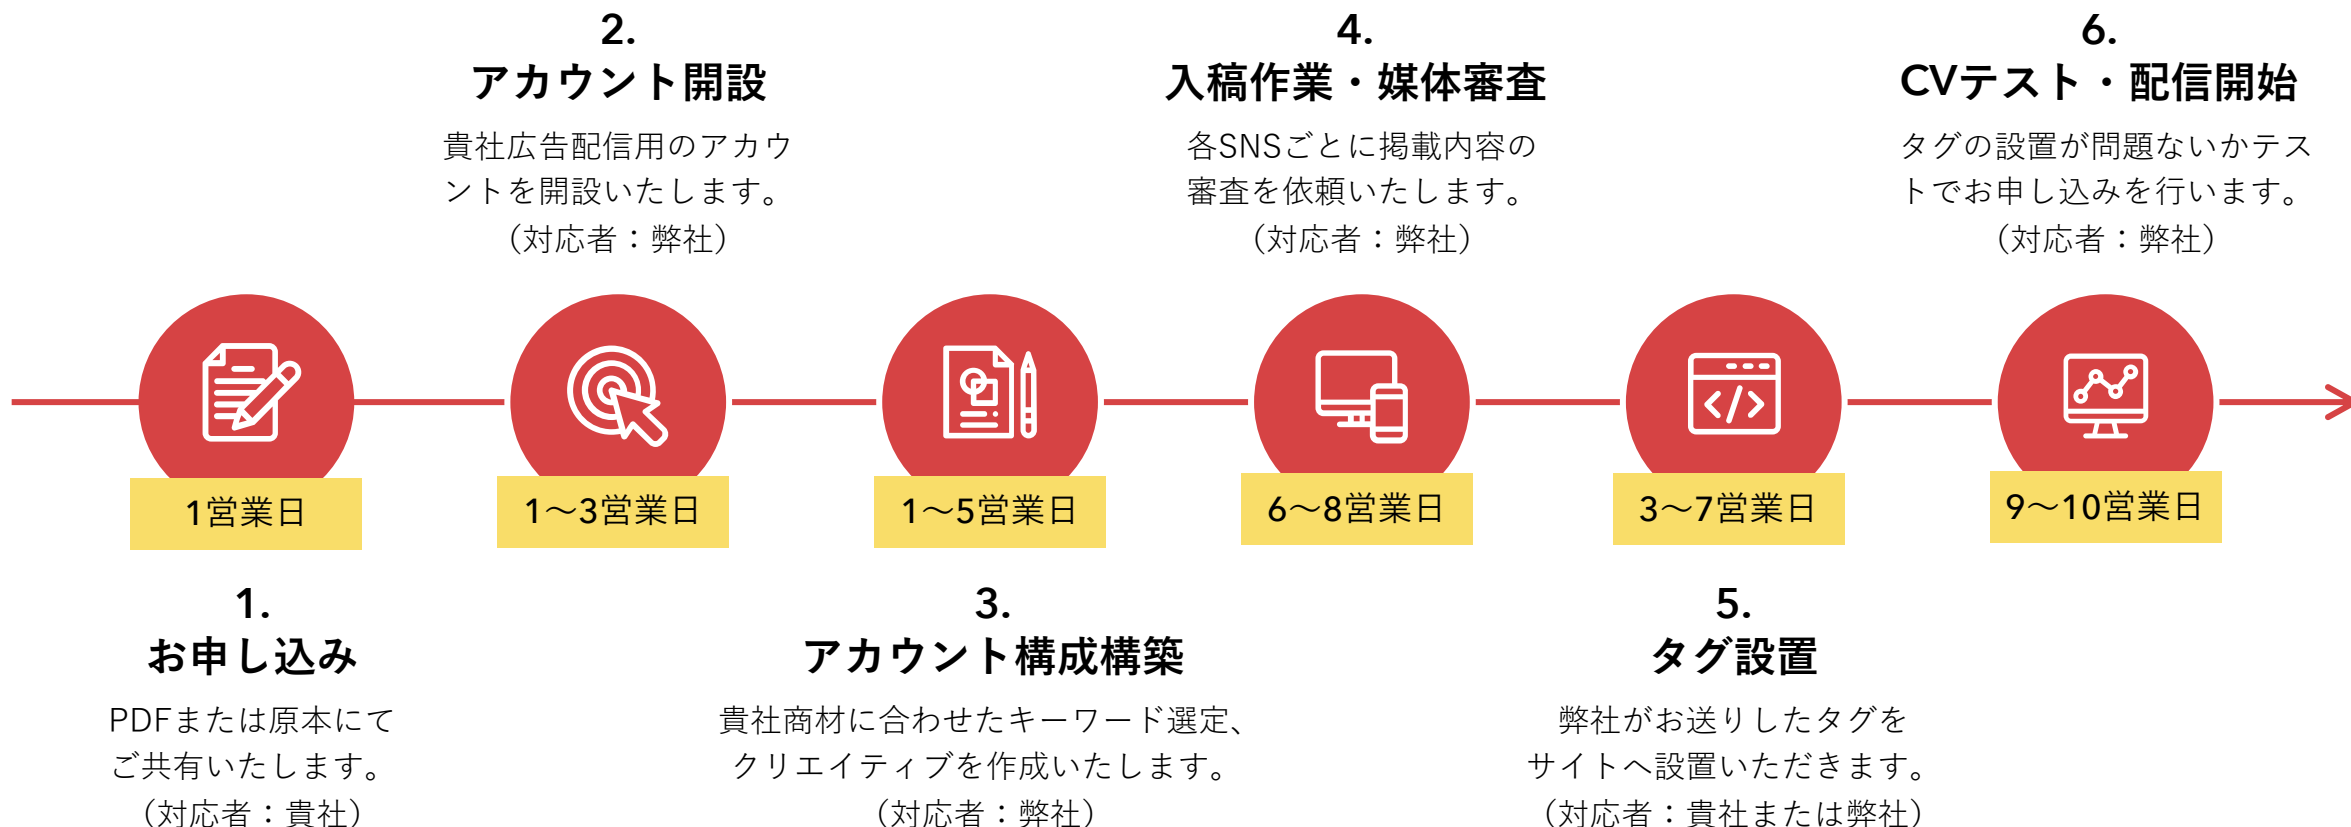 2.
アカウント開設
貴社広告配信用のアカウ
ントを開設いたします。
（対応者：弊社）
4.
入稿作業・媒体審査
各SNSごとに掲載内容の
審査を依頼いたします。
（対応者：弊社）
6.
CVテスト・配信開始
タグの設置が問題ないかテス
トでお申し込みを行います。
（対応者：弊社）
1営業日
1〜3営業日
1〜5営業日
6〜8営業日
3〜7営業日
9〜10営業日
1.
お申し込み
PDFまたは原本にて
ご共有いたします。
（対応者：貴社）
3.
アカウント構成構築
貴社商材に合わせたキーワード選定、
クリエイティブを作成いたします。
（対応者：弊社）
5.
タグ設置
弊社がお送りしたタグを
サイトへ設置いただきます。
（対応者：貴社または弊社）